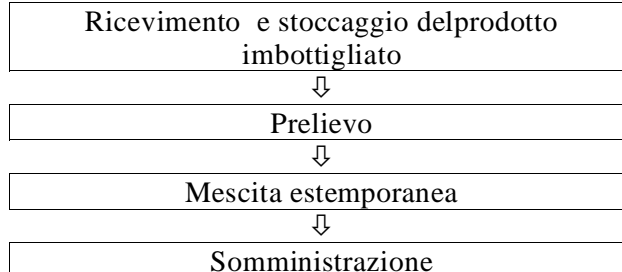 Ricevimento e stoccaggio delprodotto
imbottigliato
⇩
Prelievo
⇩
Mescita estemporanea
⇩
Somministrazione